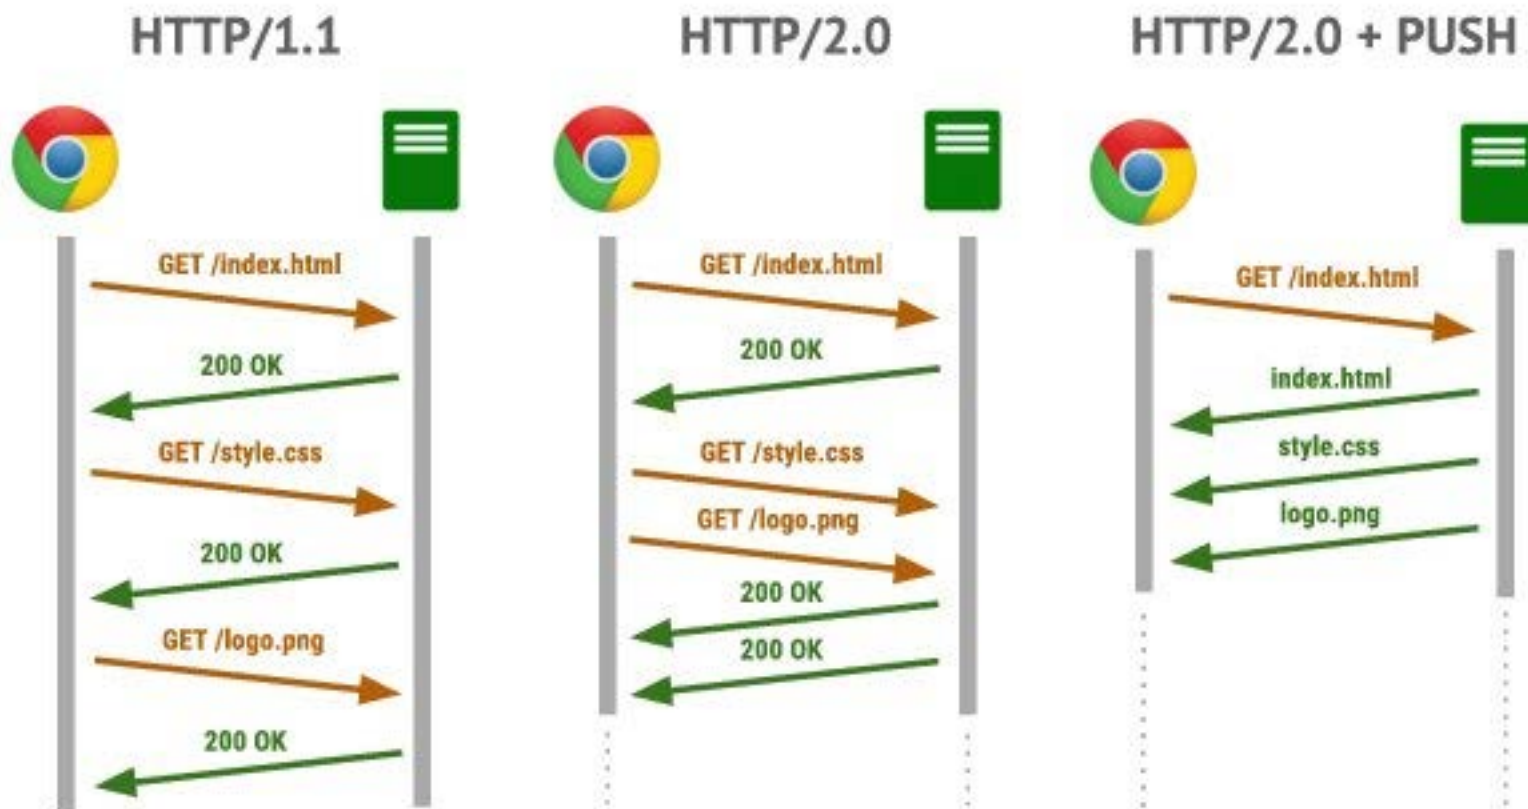 HTTP/1.1
GET /index.html
200 OK
GET /style.css
200 OK
GET /logo.png
200 OK
HTTP/2.0
GET /index.html
200 OK
GET /style.css
GET /logo.png
200 OK
200 OK
HTTP/2.0 + PUSH
GET /index.html
index.html
style.css
logo.png